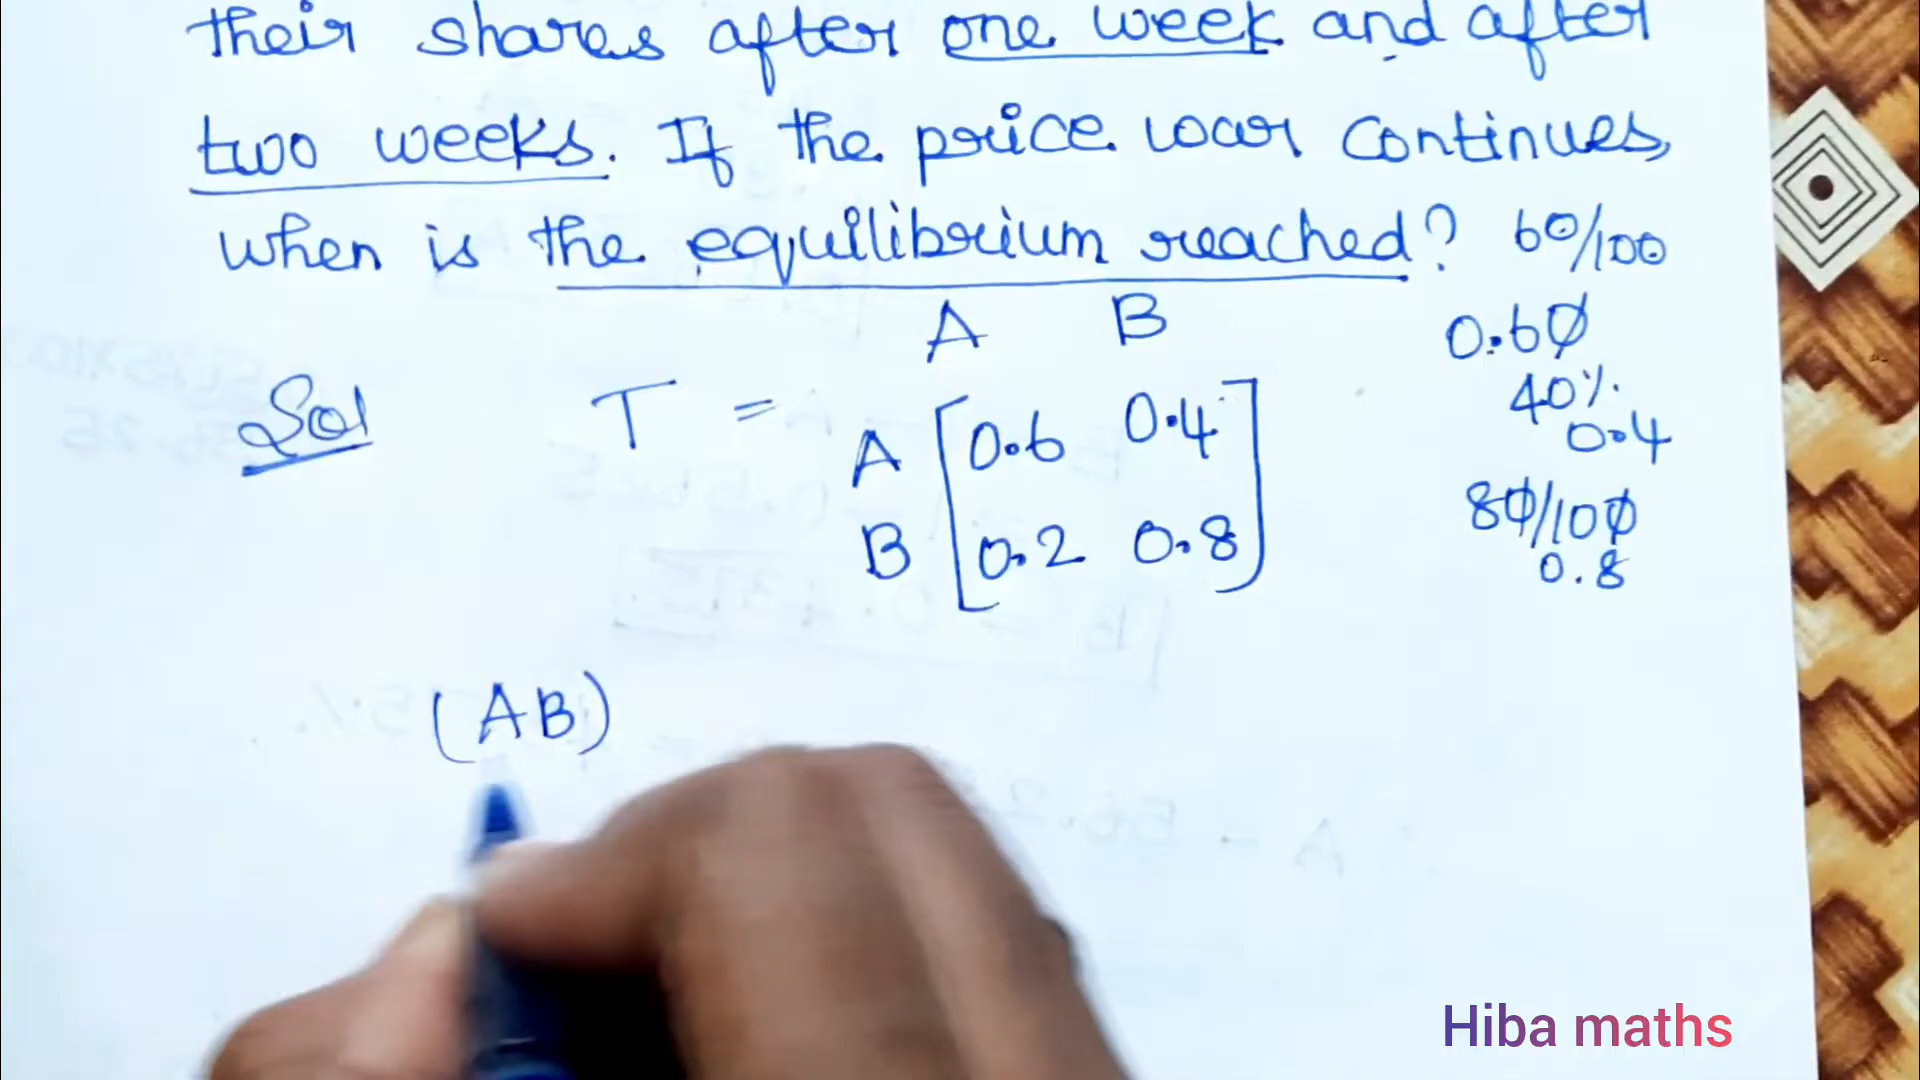 their shares after one week and after
two weeks. If the price war continues,
when is the equilibrium reached? 60/100
A B
0.60
Sol T = A [0.6 0.4]
40%
0.4
B [0.2 0.8]
80/100
0.8
(AB)
Hiba maths